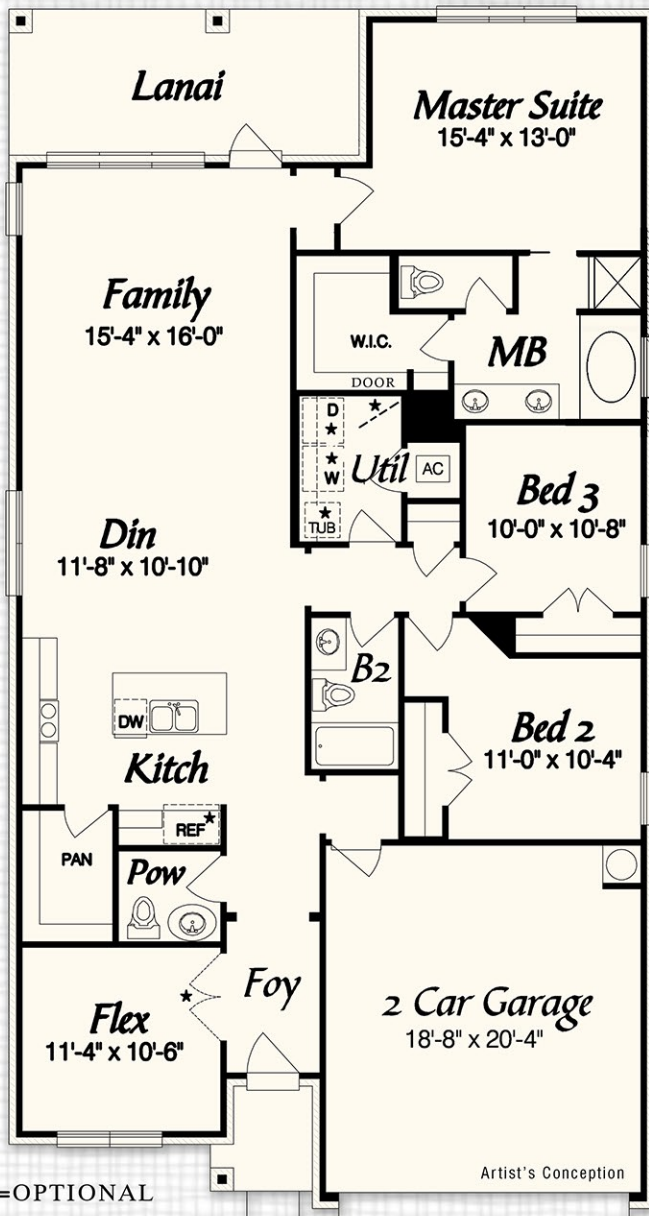 Lanai
Master Suite
15'-4" x 13'-0"
Family
15'-4" x 16'-0"
W.I.C.
MB
DOOR
D
W
Util
AC
TUB
Bed 3
10'-0" x 10'-8"
Din
11'-8" x 10'-10"
B2
DW
Kitch
Bed 2
11'-0" x 10'-4"
REF
PAN
Pow
Foy
Flex
11'-4" x 10'-6"
2 Car Garage
18'-8" x 20'-4"
Artist's Conception
=OPTIONAL